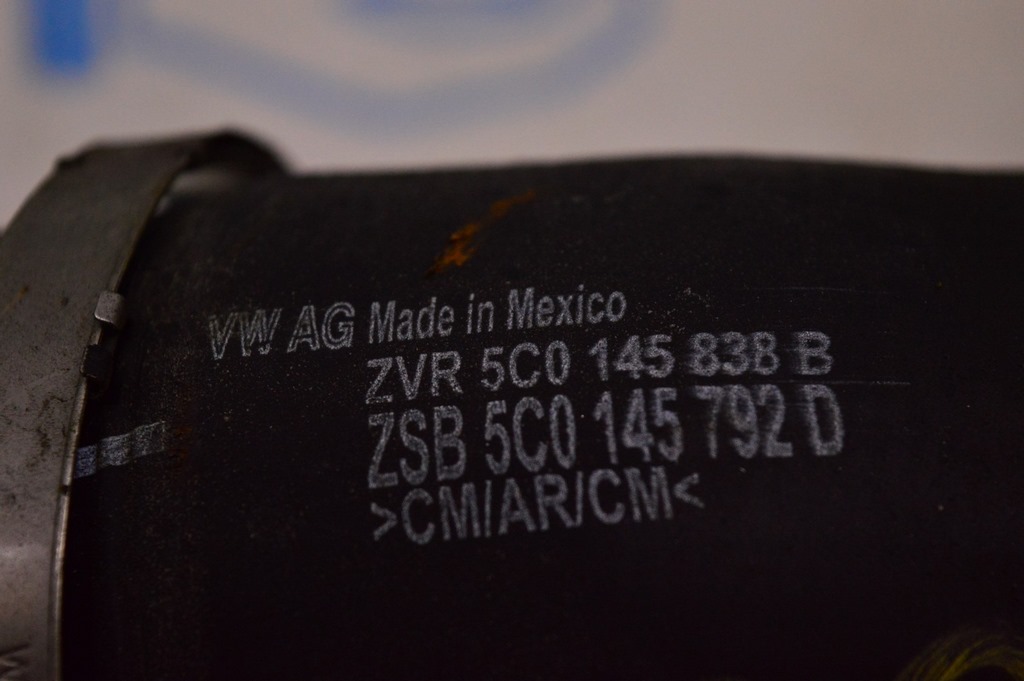 VW AG Made in Mexico
ZVR 5C0 145 838 B
ZSB 5C0 145 792 D
>CM/AR/CM<